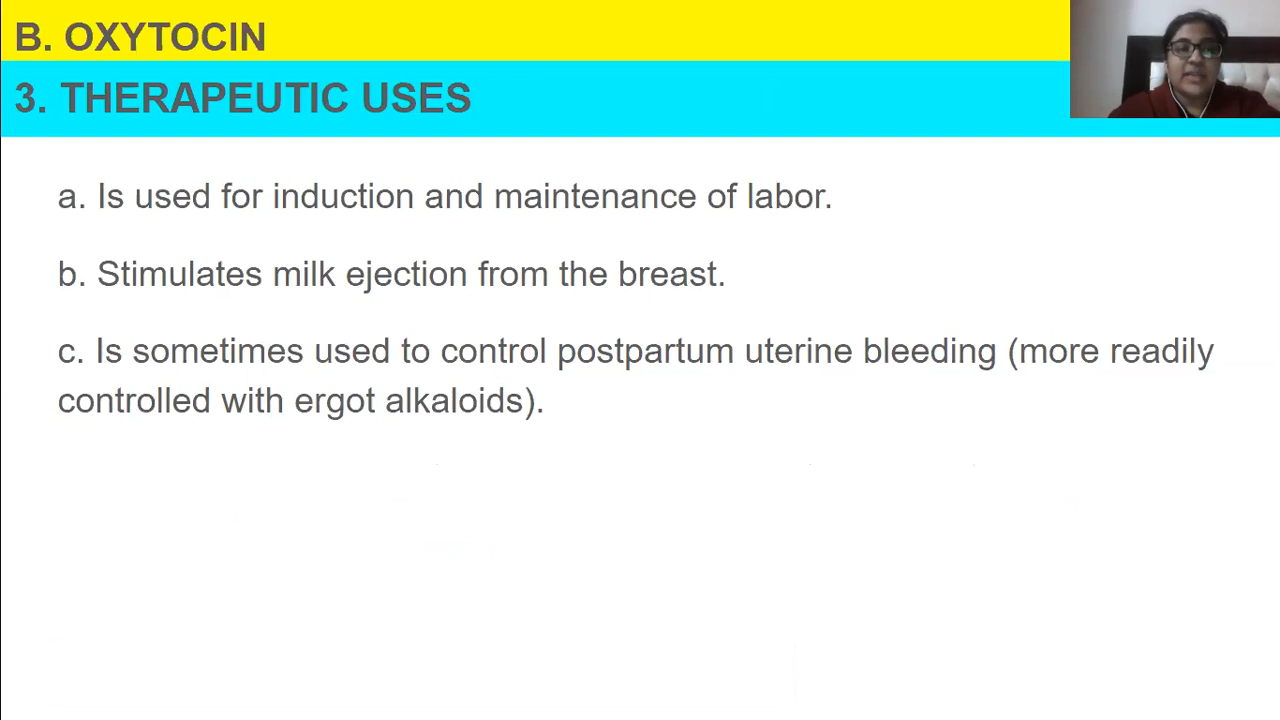 B. OXYTOCIN
3. THERAPEUTIC USES
a. Is used for induction and maintenance of labor.
b. Stimulates milk ejection from the breast.
c. Is sometimes used to control postpartum uterine bleeding (more readily
controlled with ergot alkaloids).